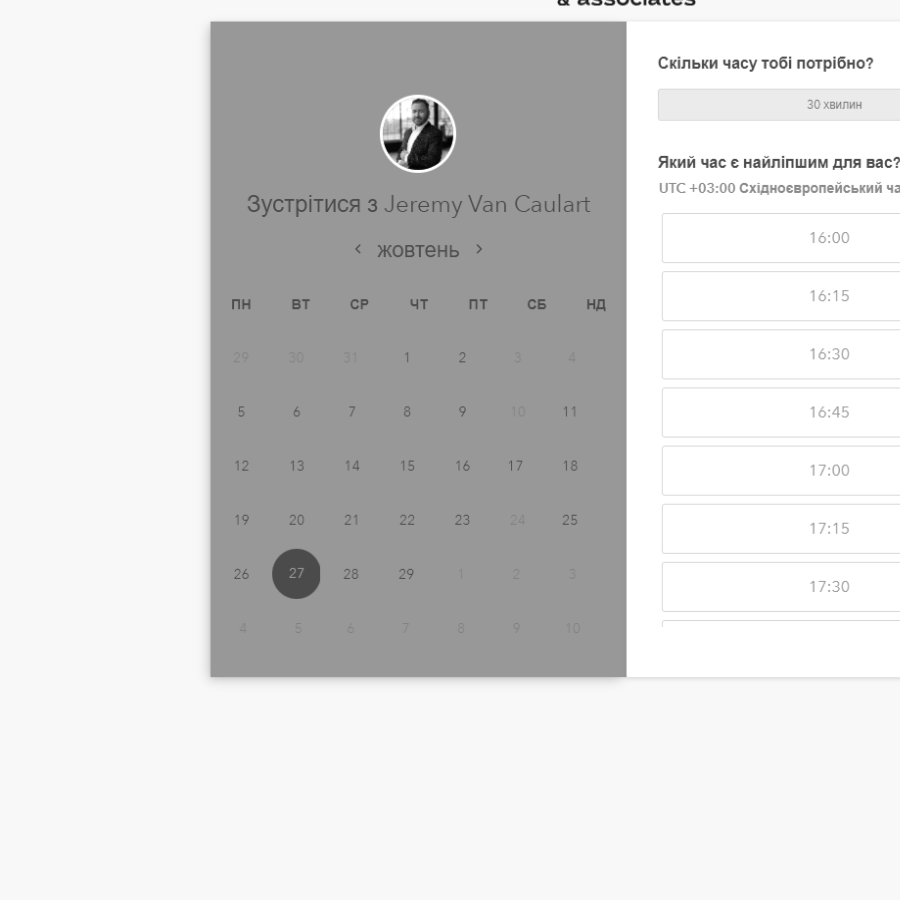 & associates
Зустрітися з Jeremy Van Caulart
жовтень
ПН ВТ СР ЧТ ПТ СБ НД
29 30 31 1 2 3 4
5 6 7 8 9 10 11
12 13 14 15 16 17 18
19 20 21 22 23 24 25
26 27 28 29 1 2 3
4 5 6 7 8 9 10
Скільки часу тобі потрібно?
30 хвилин
Який час є найліпшим для вас?
UTC +03:00 Східноєвропейський ча
16:00
16:15
16:30
16:45
17:00
17:15
17:30